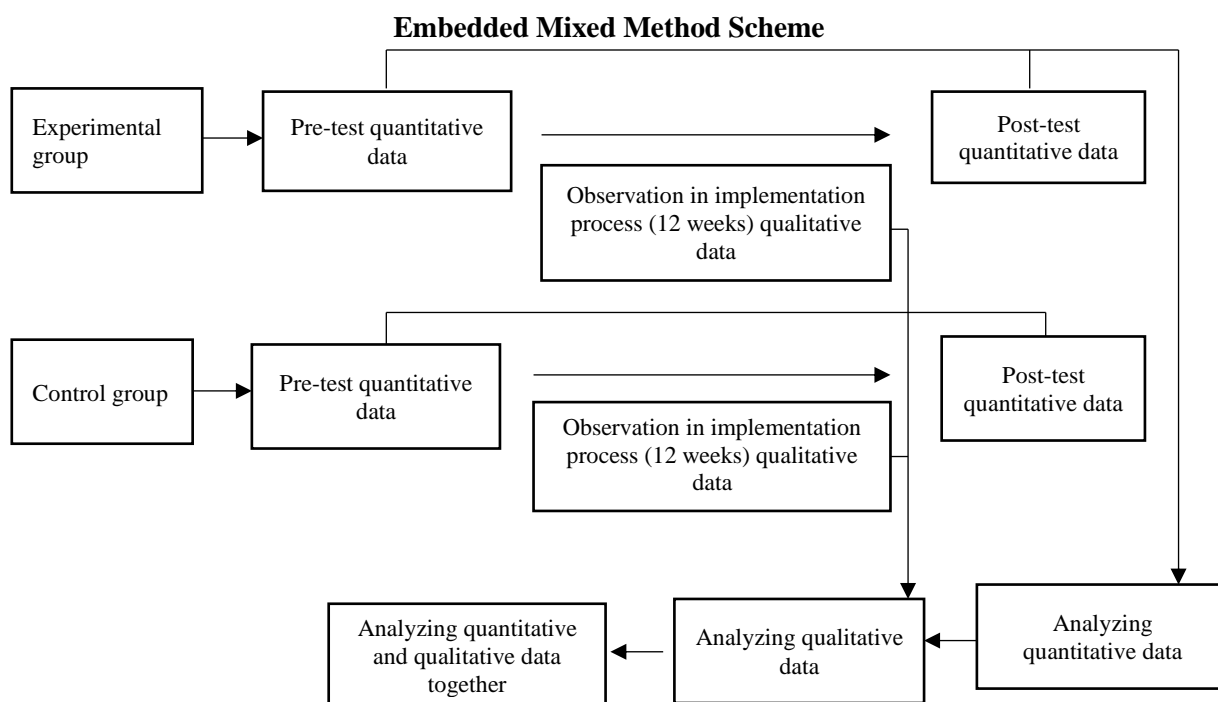 Embedded Mixed Method Scheme
Experimental
group
Pre-test quantitative
data
Post-test
quantitative data
Observation in implementation
process (12 weeks) qualitative
data
Control group
Pre-test quantitative
data
Post-test
quantitative data
Observation in implementation
process (12 weeks) qualitative
data
Analyzing quantitative
and qualitative data
together
Analyzing qualitative
data
Analyzing
quantitative data